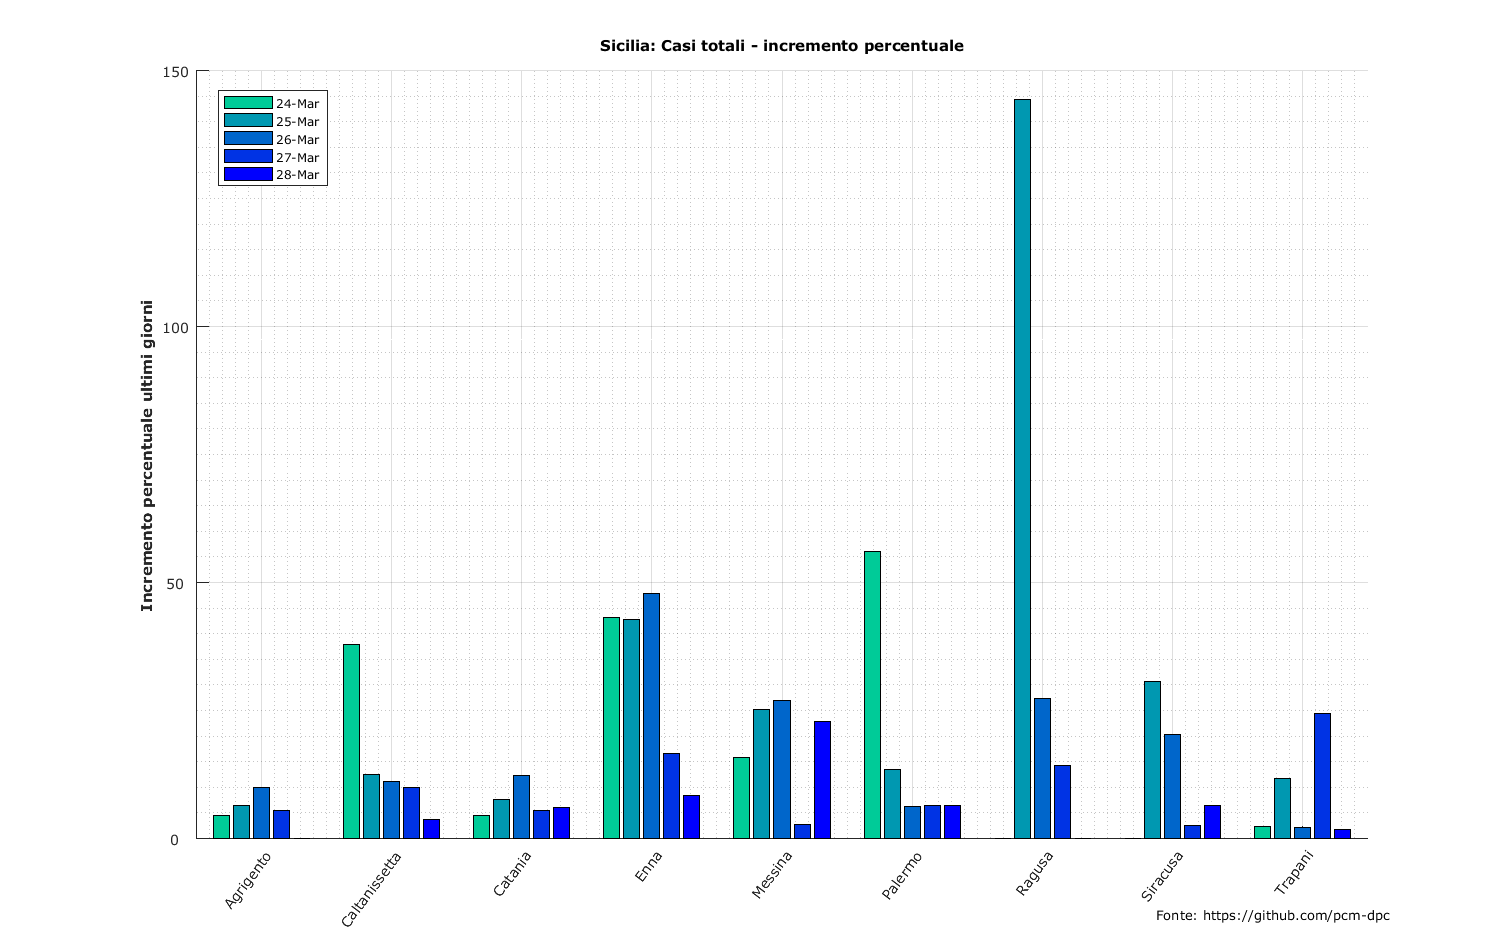 Sicilia: Casi totali - incremento percentuale
150
100
50
0
Incremento percentuale ultimi giorni
24-Mar
25-Mar
26-Mar
27-Mar
28-Mar
Agrigento
Caltanissetta
Catania
Enna
Messina
Palermo
Ragusa
Siracusa
Trapani
Fonte: https://github.com/pcm-dpc